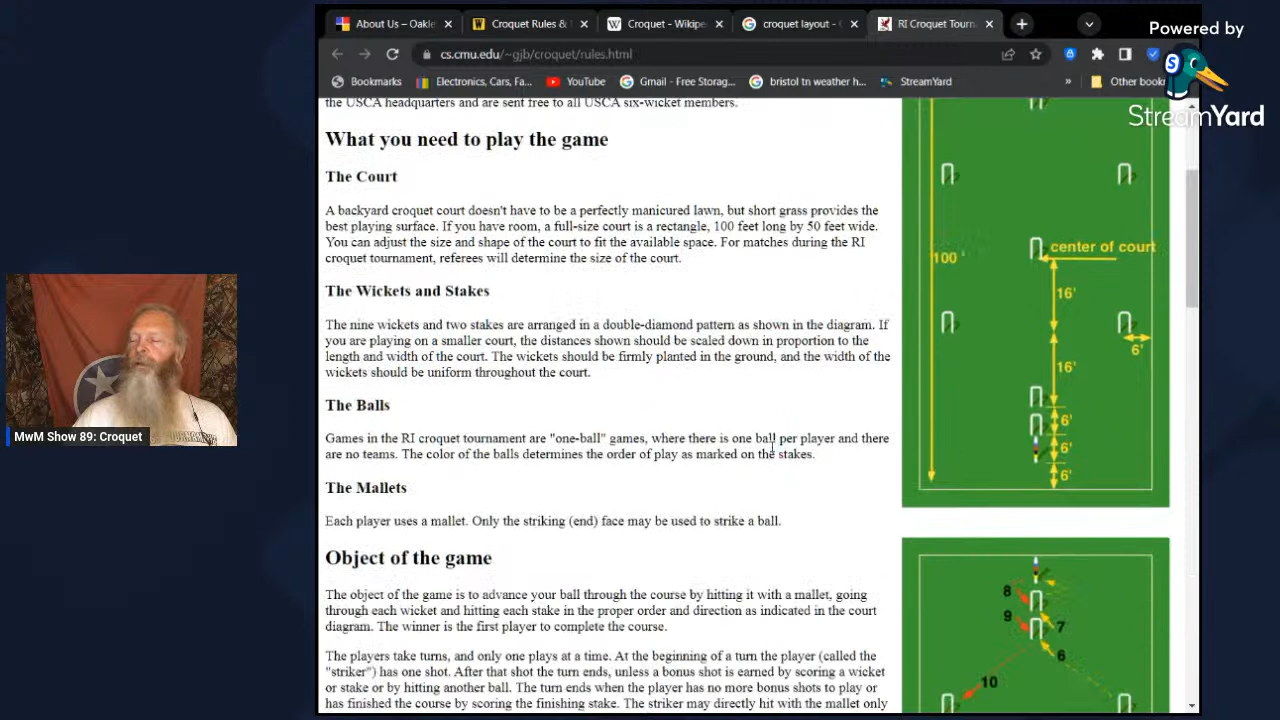 About Us – Oakle
Croquet Rules &
Croquet - Wikipe
croquet layout -
RI Croquet Tourn
Powered by
cs.cmu.edu/~gjb/croquet/rules.html
Bookmarks
Electronics, Cars, Fa...
YouTube
Gmail - Free Storag...
bristol tn weather h...
StreamYard
»
Other book
StreamYard
the USCA headquarters and are sent free to all USCA six-wicket members.
What you need to play the game
The Court
A backyard croquet court doesn't have to be a perfectly manicured lawn, but short grass provides the
best playing surface. If you have room, a full-size court is a rectangle, 100 feet long by 50 feet wide.
You can adjust the size and shape of the court to fit the available space. For matches during the RI
croquet tournament, referees will determine the size of the court.
The Wickets and Stakes
The nine wickets and two stakes are arranged in a double-diamond pattern as shown in the diagram. If
you are playing on a smaller court, the distances shown should be scaled down in proportion to the
length and width of the court. The wickets should be firmly planted in the ground, and the width of the
wickets should be uniform throughout the court.
The Balls
Games in the RI croquet tournament are "one-ball" games, where there is one ball per player and there
are no teams. The color of the balls determines the order of play as marked on the stakes.
The Mallets
Each player uses a mallet. Only the striking (end) face may be used to strike a ball.
Object of the game
The object of the game is to advance your ball through the course by hitting it with a mallet, going
through each wicket and hitting each stake in the proper order and direction as indicated in the court
diagram. The winner is the first player to complete the course.
The players take turns, and only one plays at a time. At the beginning of a turn the player (called the
"striker") has one shot. After that shot the turn ends, unless a bonus shot is earned by scoring a wicket
or stake or by hitting another ball. The turn ends when the player has no more bonus shots to play or
has finished the course by scoring the finishing stake. The striker may directly hit with the mallet only
center of court
100'
16'
6'
16'
6'
6'
6'
8
9
7
6
10
MwM Show 89: Croquet